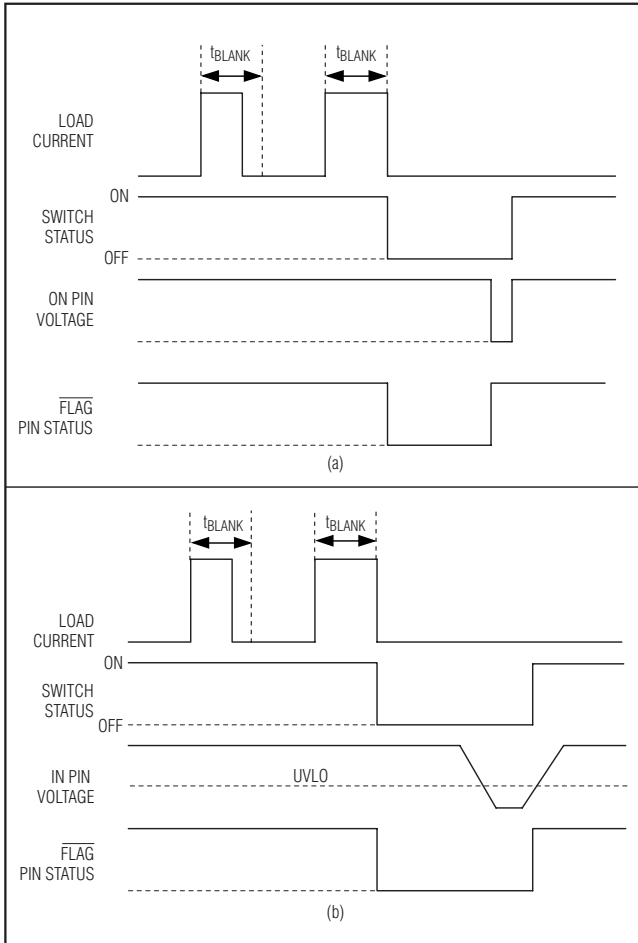 tBLANK tBLANK
LOAD
CURRENT
ON
SWITCH
STATUS
OFF
ON PIN
VOLTAGE
FLAG
PIN STATUS
(a)
tBLANK tBLANK
LOAD
CURRENT
ON
SWITCH
STATUS
OFF
UVLO
IN PIN
VOLTAGE
FLAG
PIN STATUS
(b)